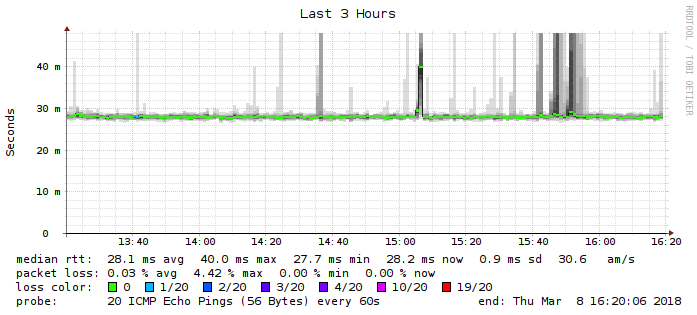 Last 3 Hours
RRDTOOL / TOBI OETIKER
Seconds
40 m
30 m
20 m
10 m
0
13:40 14:00 14:20 14:40 15:00 15:20 15:40 16:00 16:20
median rtt: 28.1 ms avg 40.0 ms max 27.7 ms min 28.2 ms now 0.9 ms sd 30.6 am/s
packet loss: 0.03 % avg 4.42 % max 0.00 % min 0.00 % now
loss color: 0 1/20 2/20 3/20 4/20 10/20 19/20
probe: 20 ICMP Echo Pings (56 Bytes) every 60s end: Thu Mar 8 16:20:06 2018